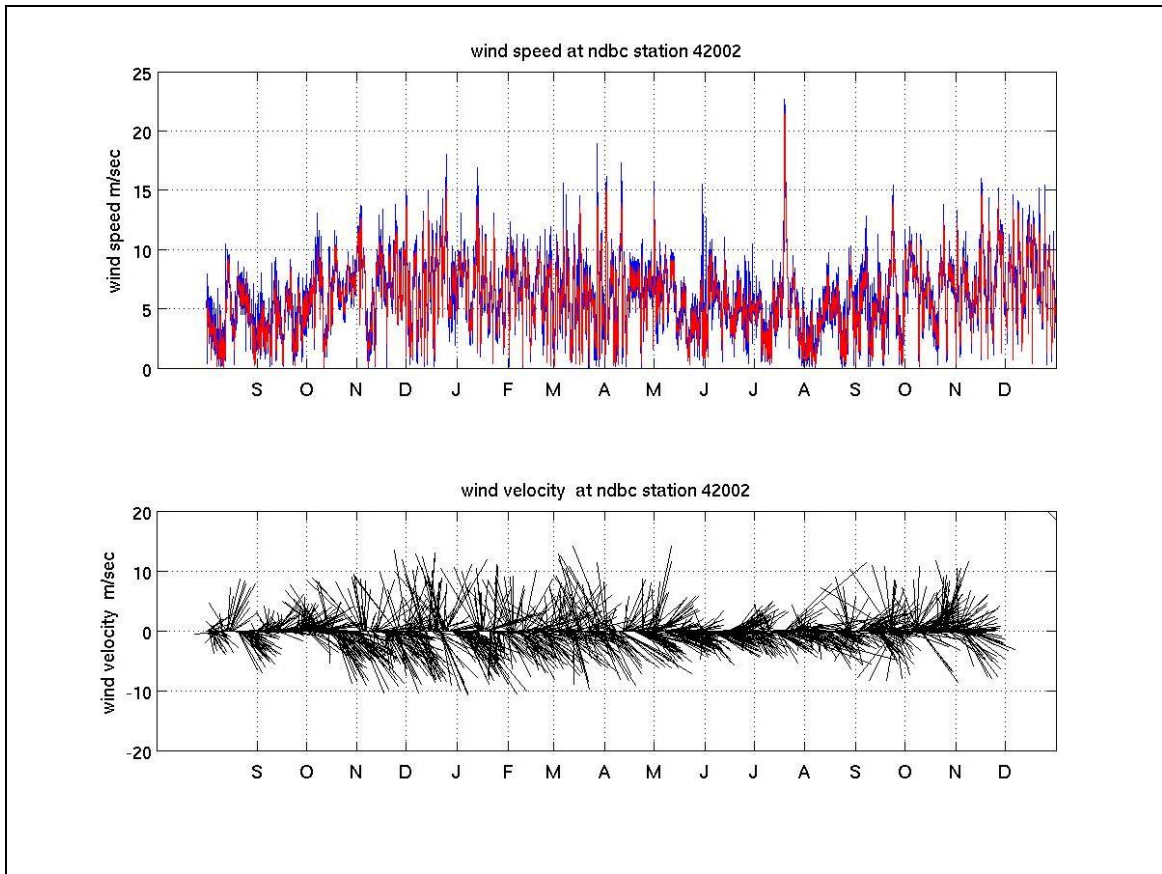 wind speed at ndbc station 42002
25
20
15
10
5
0
wind speed m/sec
S O N D J F M A M J J A S O N D
wind velocity at ndbc station 42002
20
10
0
-10
-20
wind velocity m/sec
S O N D J F M A M J J A S O N D